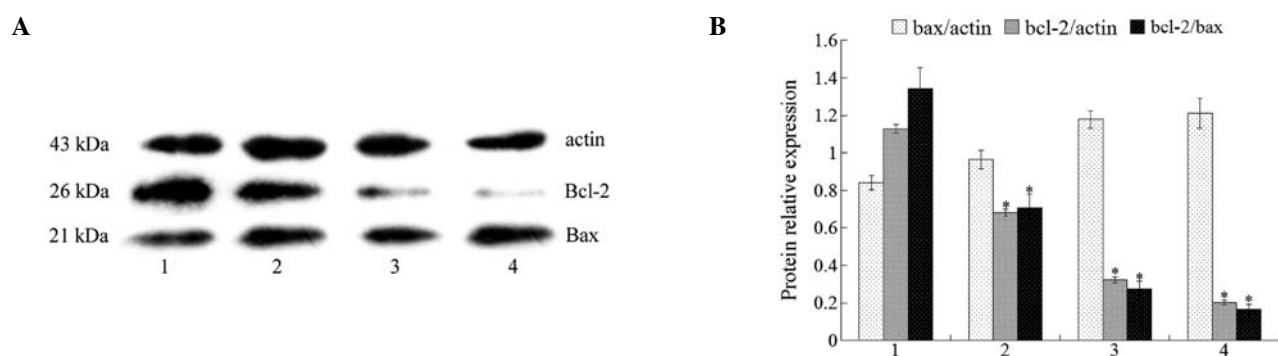 A
43 kDa actin
26 kDa Bcl-2
21 kDa Bax
1 2 3 4
B
bax/actin bcl-2/actin bcl-2/bax
Protein relative expression
1.6
1.4
1.2
1
0.8
0.6
0.4
0.2
0
* *
* *
* *
1 2 3 4